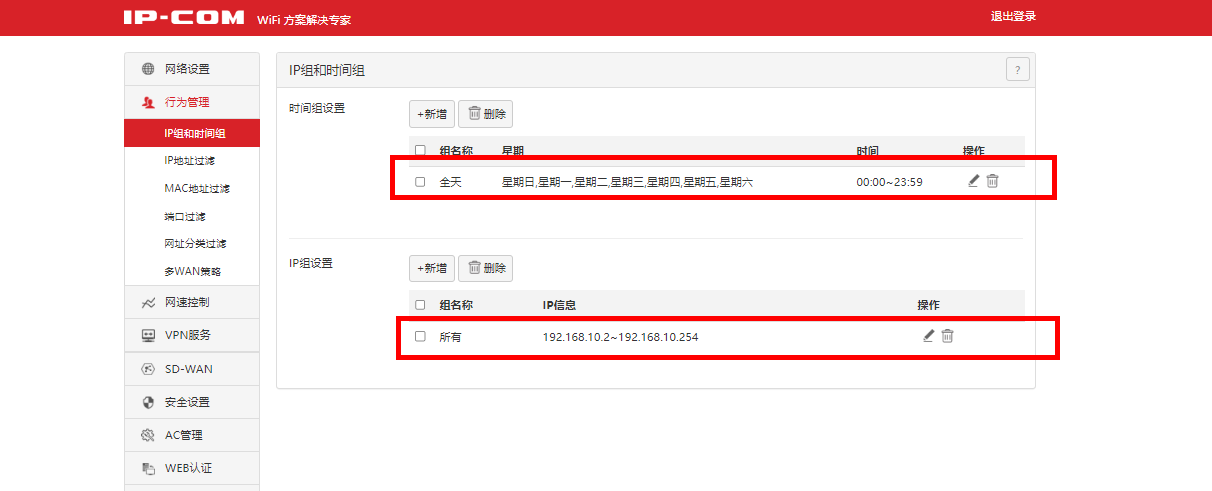 IP-COM WiFi 方案解决专家 退出登录
网络设置
行为管理
IP组和时间组
IP地址过滤
MAC地址过滤
端口过滤
网址分类过滤
多WAN策略
网速控制
VPN服务
SD-WAN
安全设置
AC管理
WEB认证
IP组和时间组 ?
时间组设置 +新增 删除
组名称 星期 时间 操作
全天 星期日,星期一,星期二,星期三,星期四,星期五,星期六 00:00~23:59
IP组设置 +新增 删除
组名称 IP信息 操作
所有 192.168.10.2~192.168.10.254